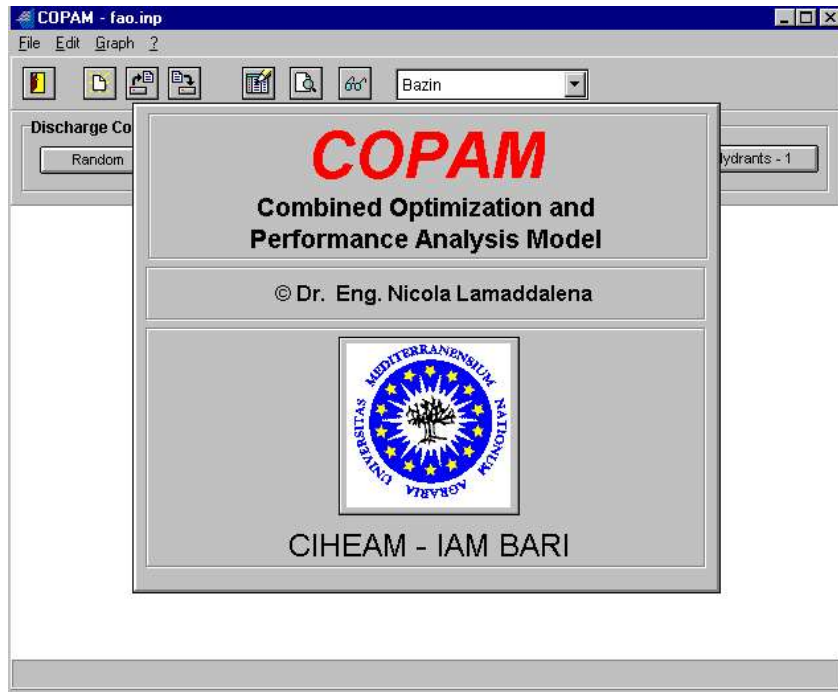 COPAM - fao.inp
File Edit Graph ?
Bazin
Discharge Co
Random
ydrants - 1
COPAM
Combined Optimization and
Performance Analysis Model
© Dr. Eng. Nicola Lamaddalena
UNIVERSITAS AGRARIA NATIONUM MEDITERRANENSIUM
CIHEAM - IAM BARI